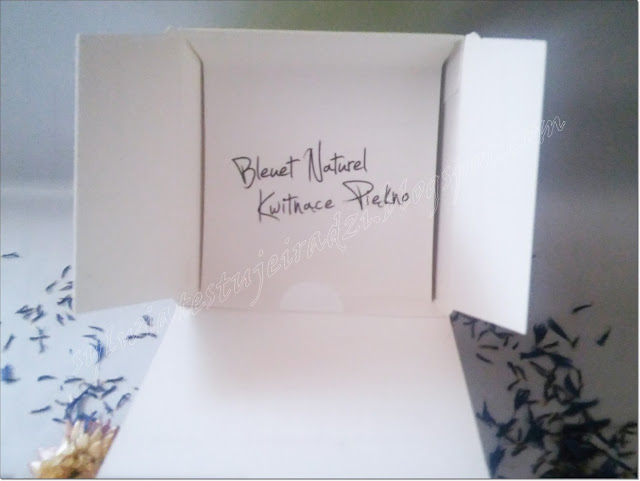 Bleuet Naturel
Kwitnące Piękno